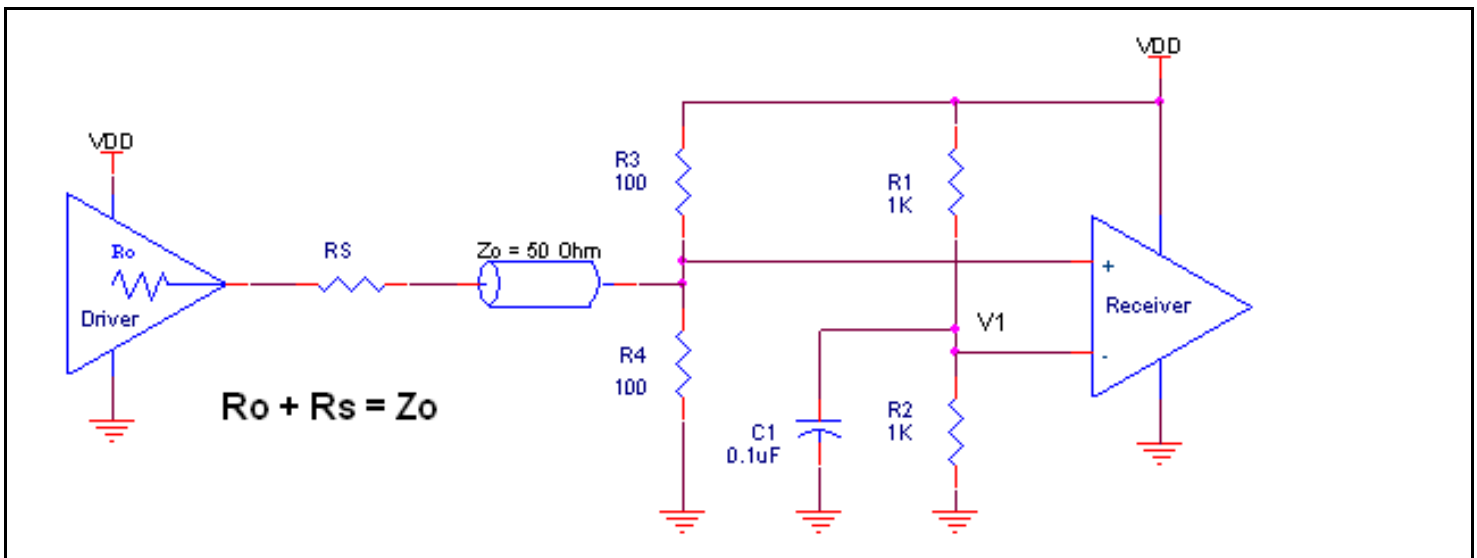 VDD
VDD
R3
100
R1
1K
Ro
RS
Zo = 50 Ohm
+
Driver
Receiver
V1
R4
100
-
Ro + Rs = Zo
R2
1K
C1
0.1uF